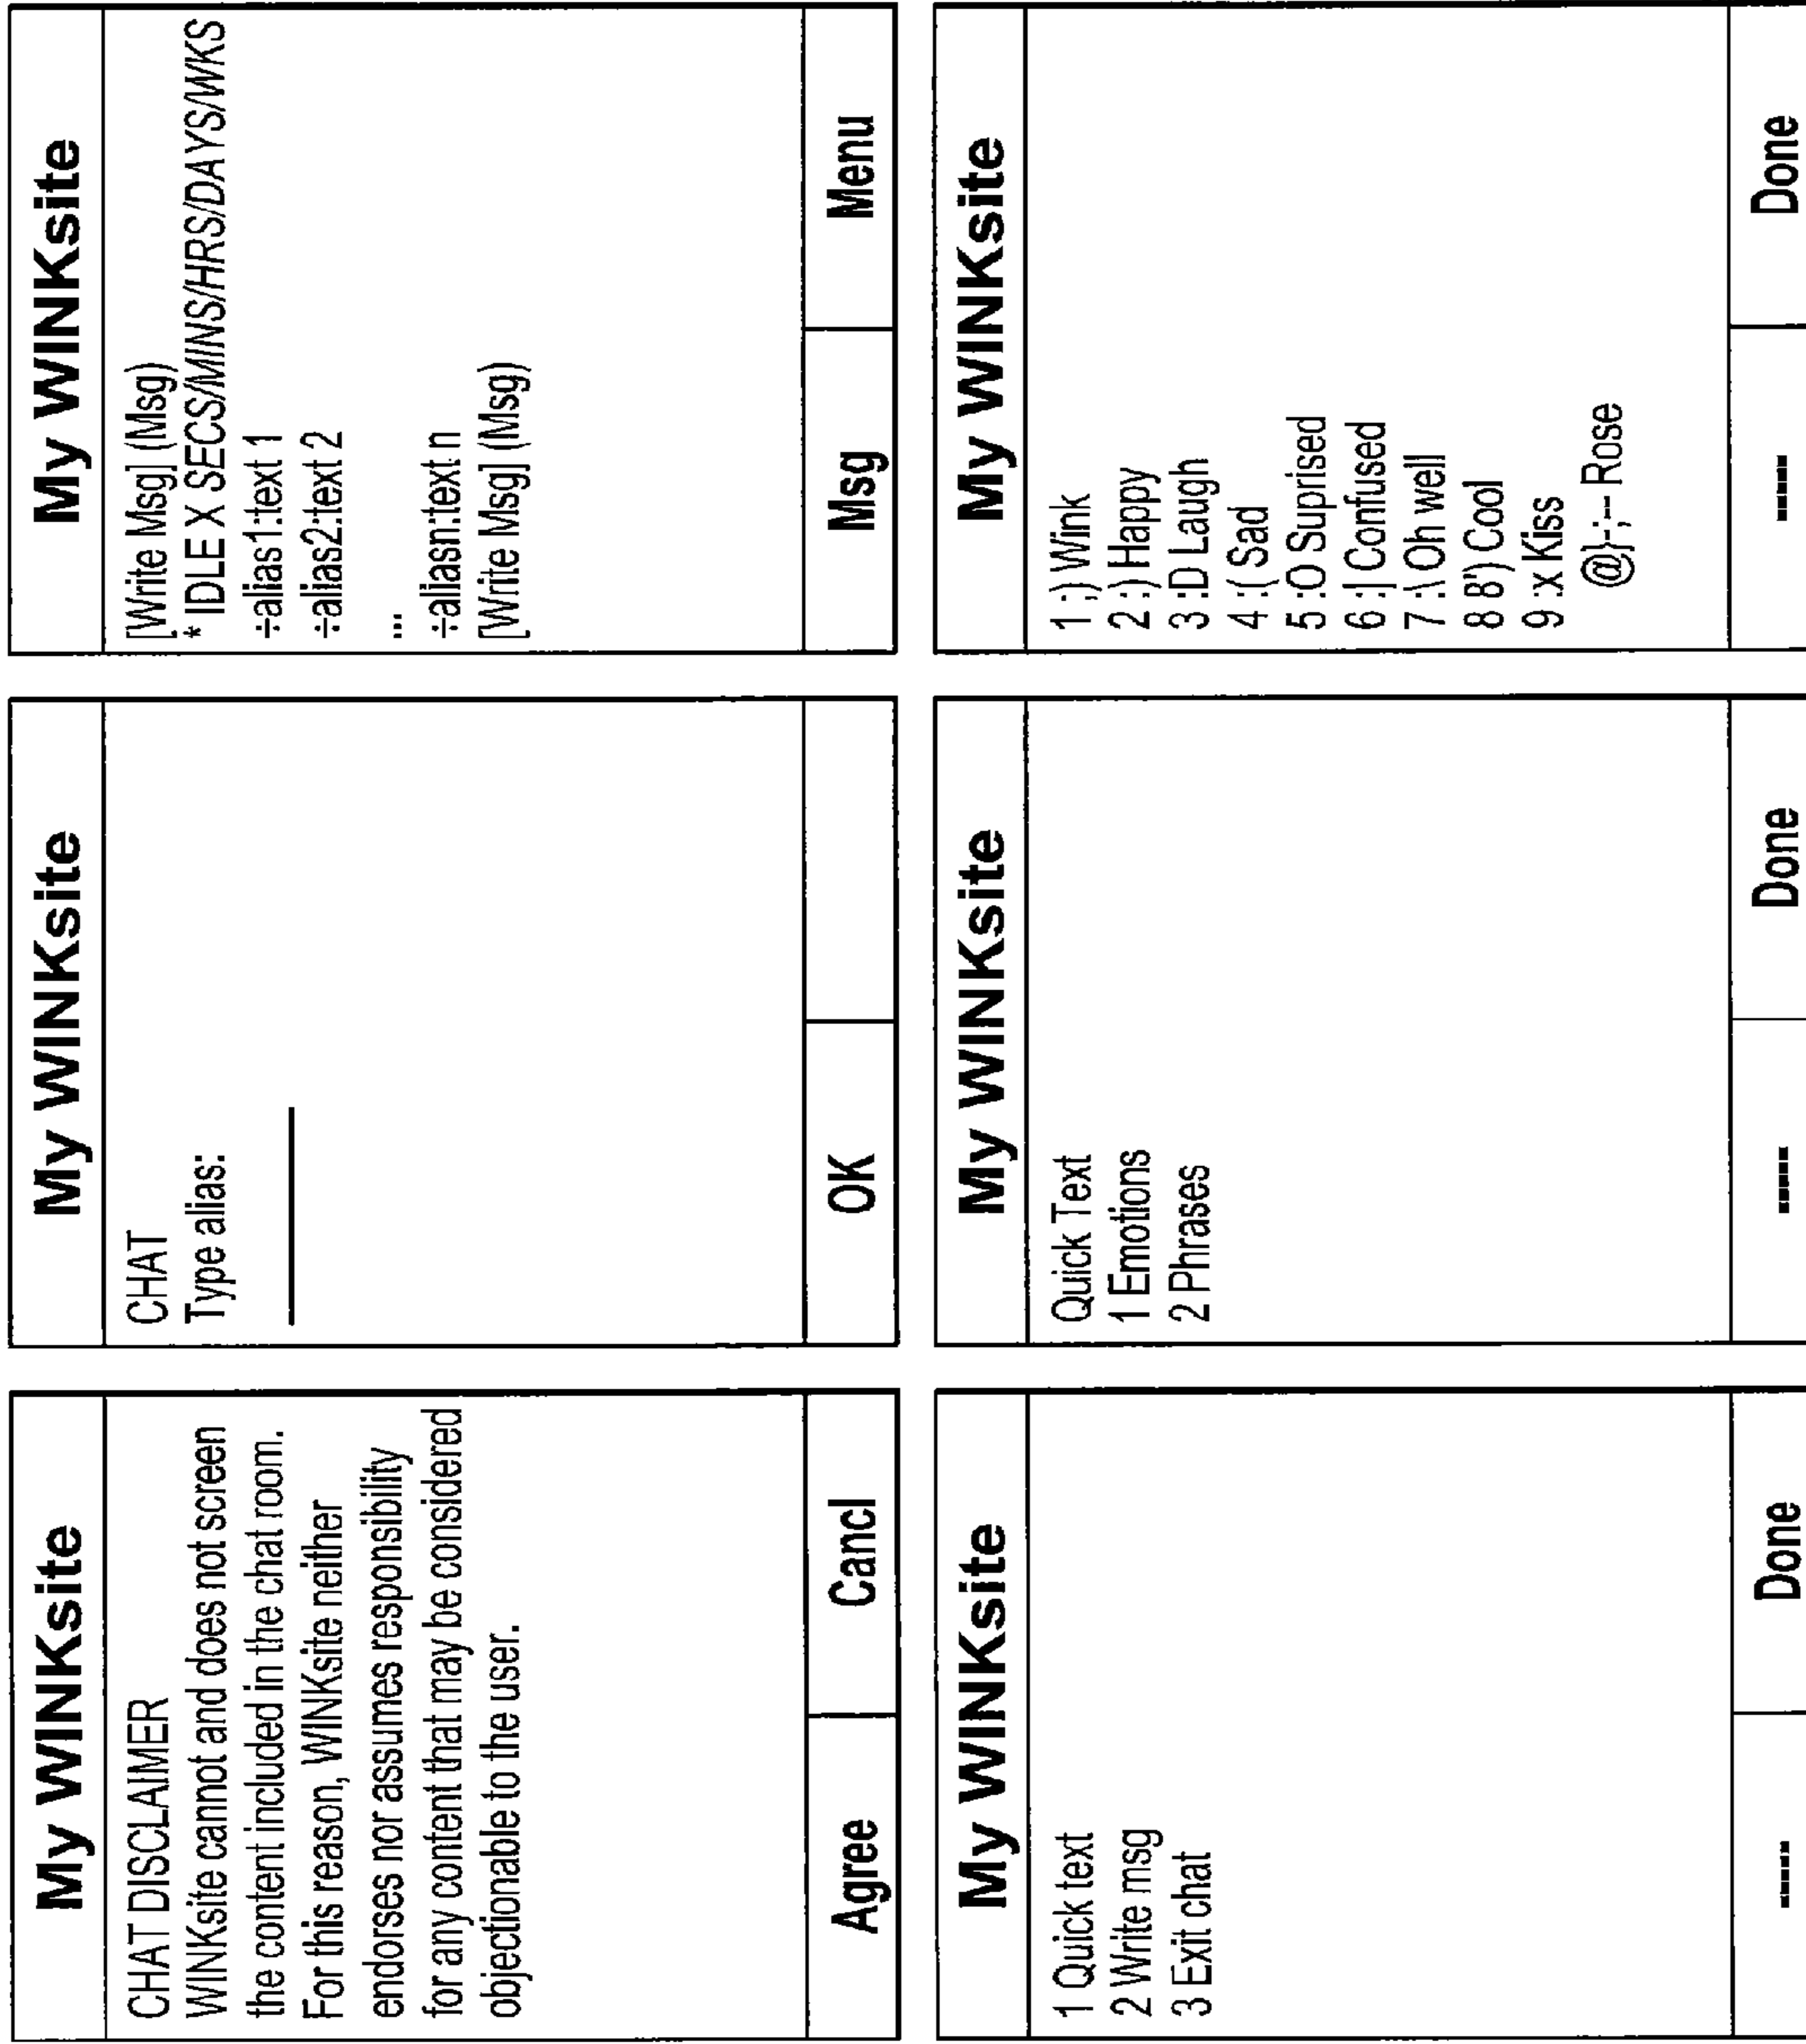 My WINKsite
CHAT DISCLAIMER
WINKsite cannot and does not screen
the content included in the chat room.
For this reason, WINKsite neither
endorses nor assumes responsibility
for any content that may be considered
objectionable to the user.
Agree
Cancl
My WINKsite
CHAT
Type alias:
OK
My WINKsite
[Write Msg] (Msg)
* IDLE X SECS/MINS/HRS/DAYS/WKS
÷alias1:text 1
÷alias2:text 2
...
÷aliasn:text n
[Write Msg] (Msg)
Msg
Menu
My WINKsite
1 Quick text
2 Write msg
3 Exit chat
-----
Done
My WINKsite
Quick Text
1 Emotions
2 Phrases
-----
Done
My WINKsite
1 ;) Wink
2 :) Happy
3 :D Laugh
4 :( Sad
5 :O Suprised
6 :] Confused
7 :\ Oh well
8 8') Cool
9 :x Kiss
@}-;-- Rose
-----
Done